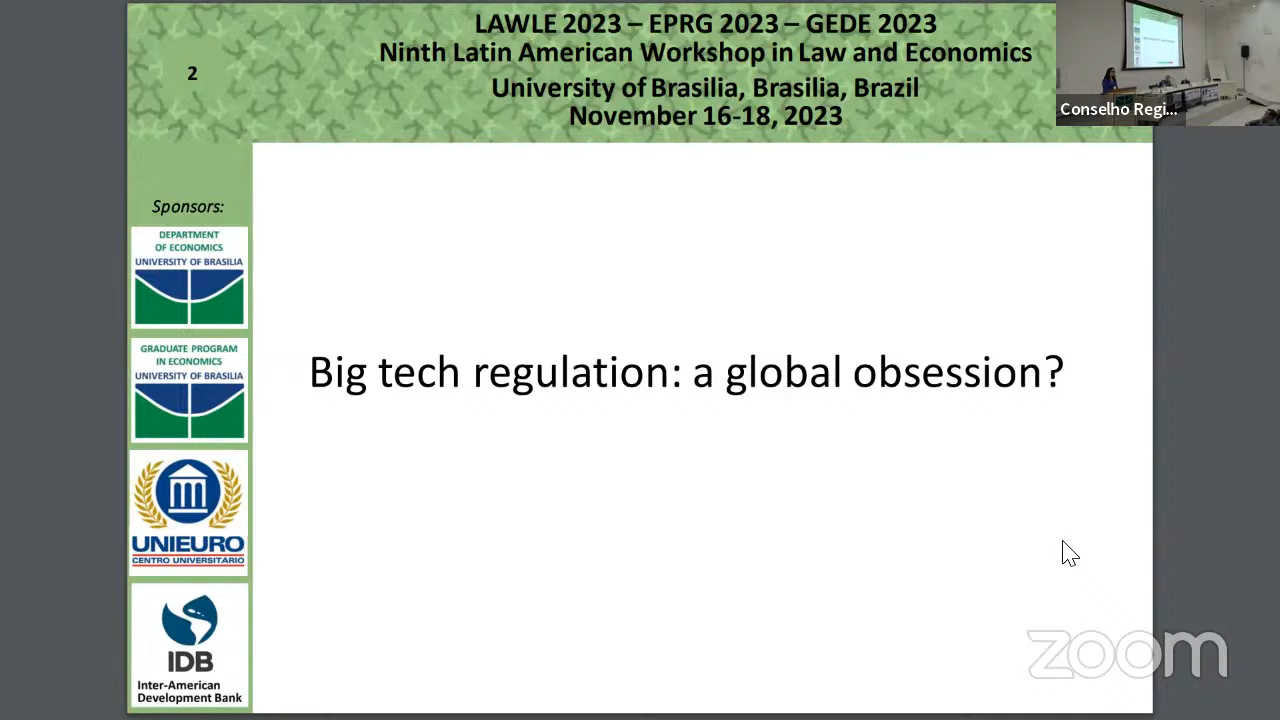 LAWLE 2023 – EPRG 2023 – GEDE 2023
Ninth Latin American Workshop in Law and Economics
University of Brasilia, Brasilia, Brazil
November 16-18, 2023
2
Conselho Regi...
Sponsors:
DEPARTMENT
OF ECONOMICS
UNIVERSITY OF BRASILIA
GRADUATE PROGRAM
IN ECONOMICS
UNIVERSITY OF BRASILIA
UNIEURO
CENTRO UNIVERSITARIO
IDB
Inter-American
Development Bank
Big tech regulation: a global obsession?
zoom